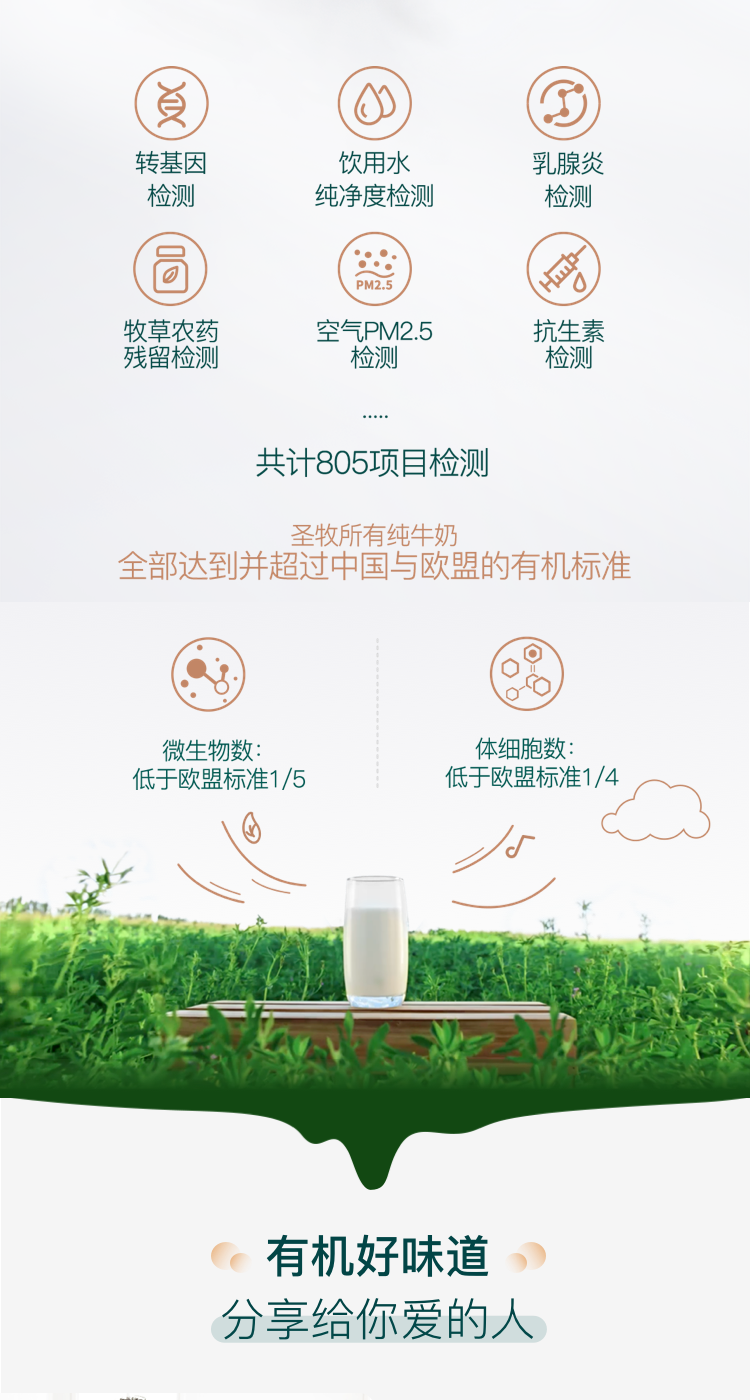 转基因
检测
饮用水
纯净度检测
乳腺炎
检测
PM2.5
牧草农药
残留检测
空气PM2.5
检测
抗生素
检测
.....
共计805项目检测
圣牧所有纯牛奶
全部达到并超过中国与欧盟的有机标准
微生物数：
低于欧盟标准1/5
体细胞数：
低于欧盟标准1/4
有机好味道
分享给你爱的人